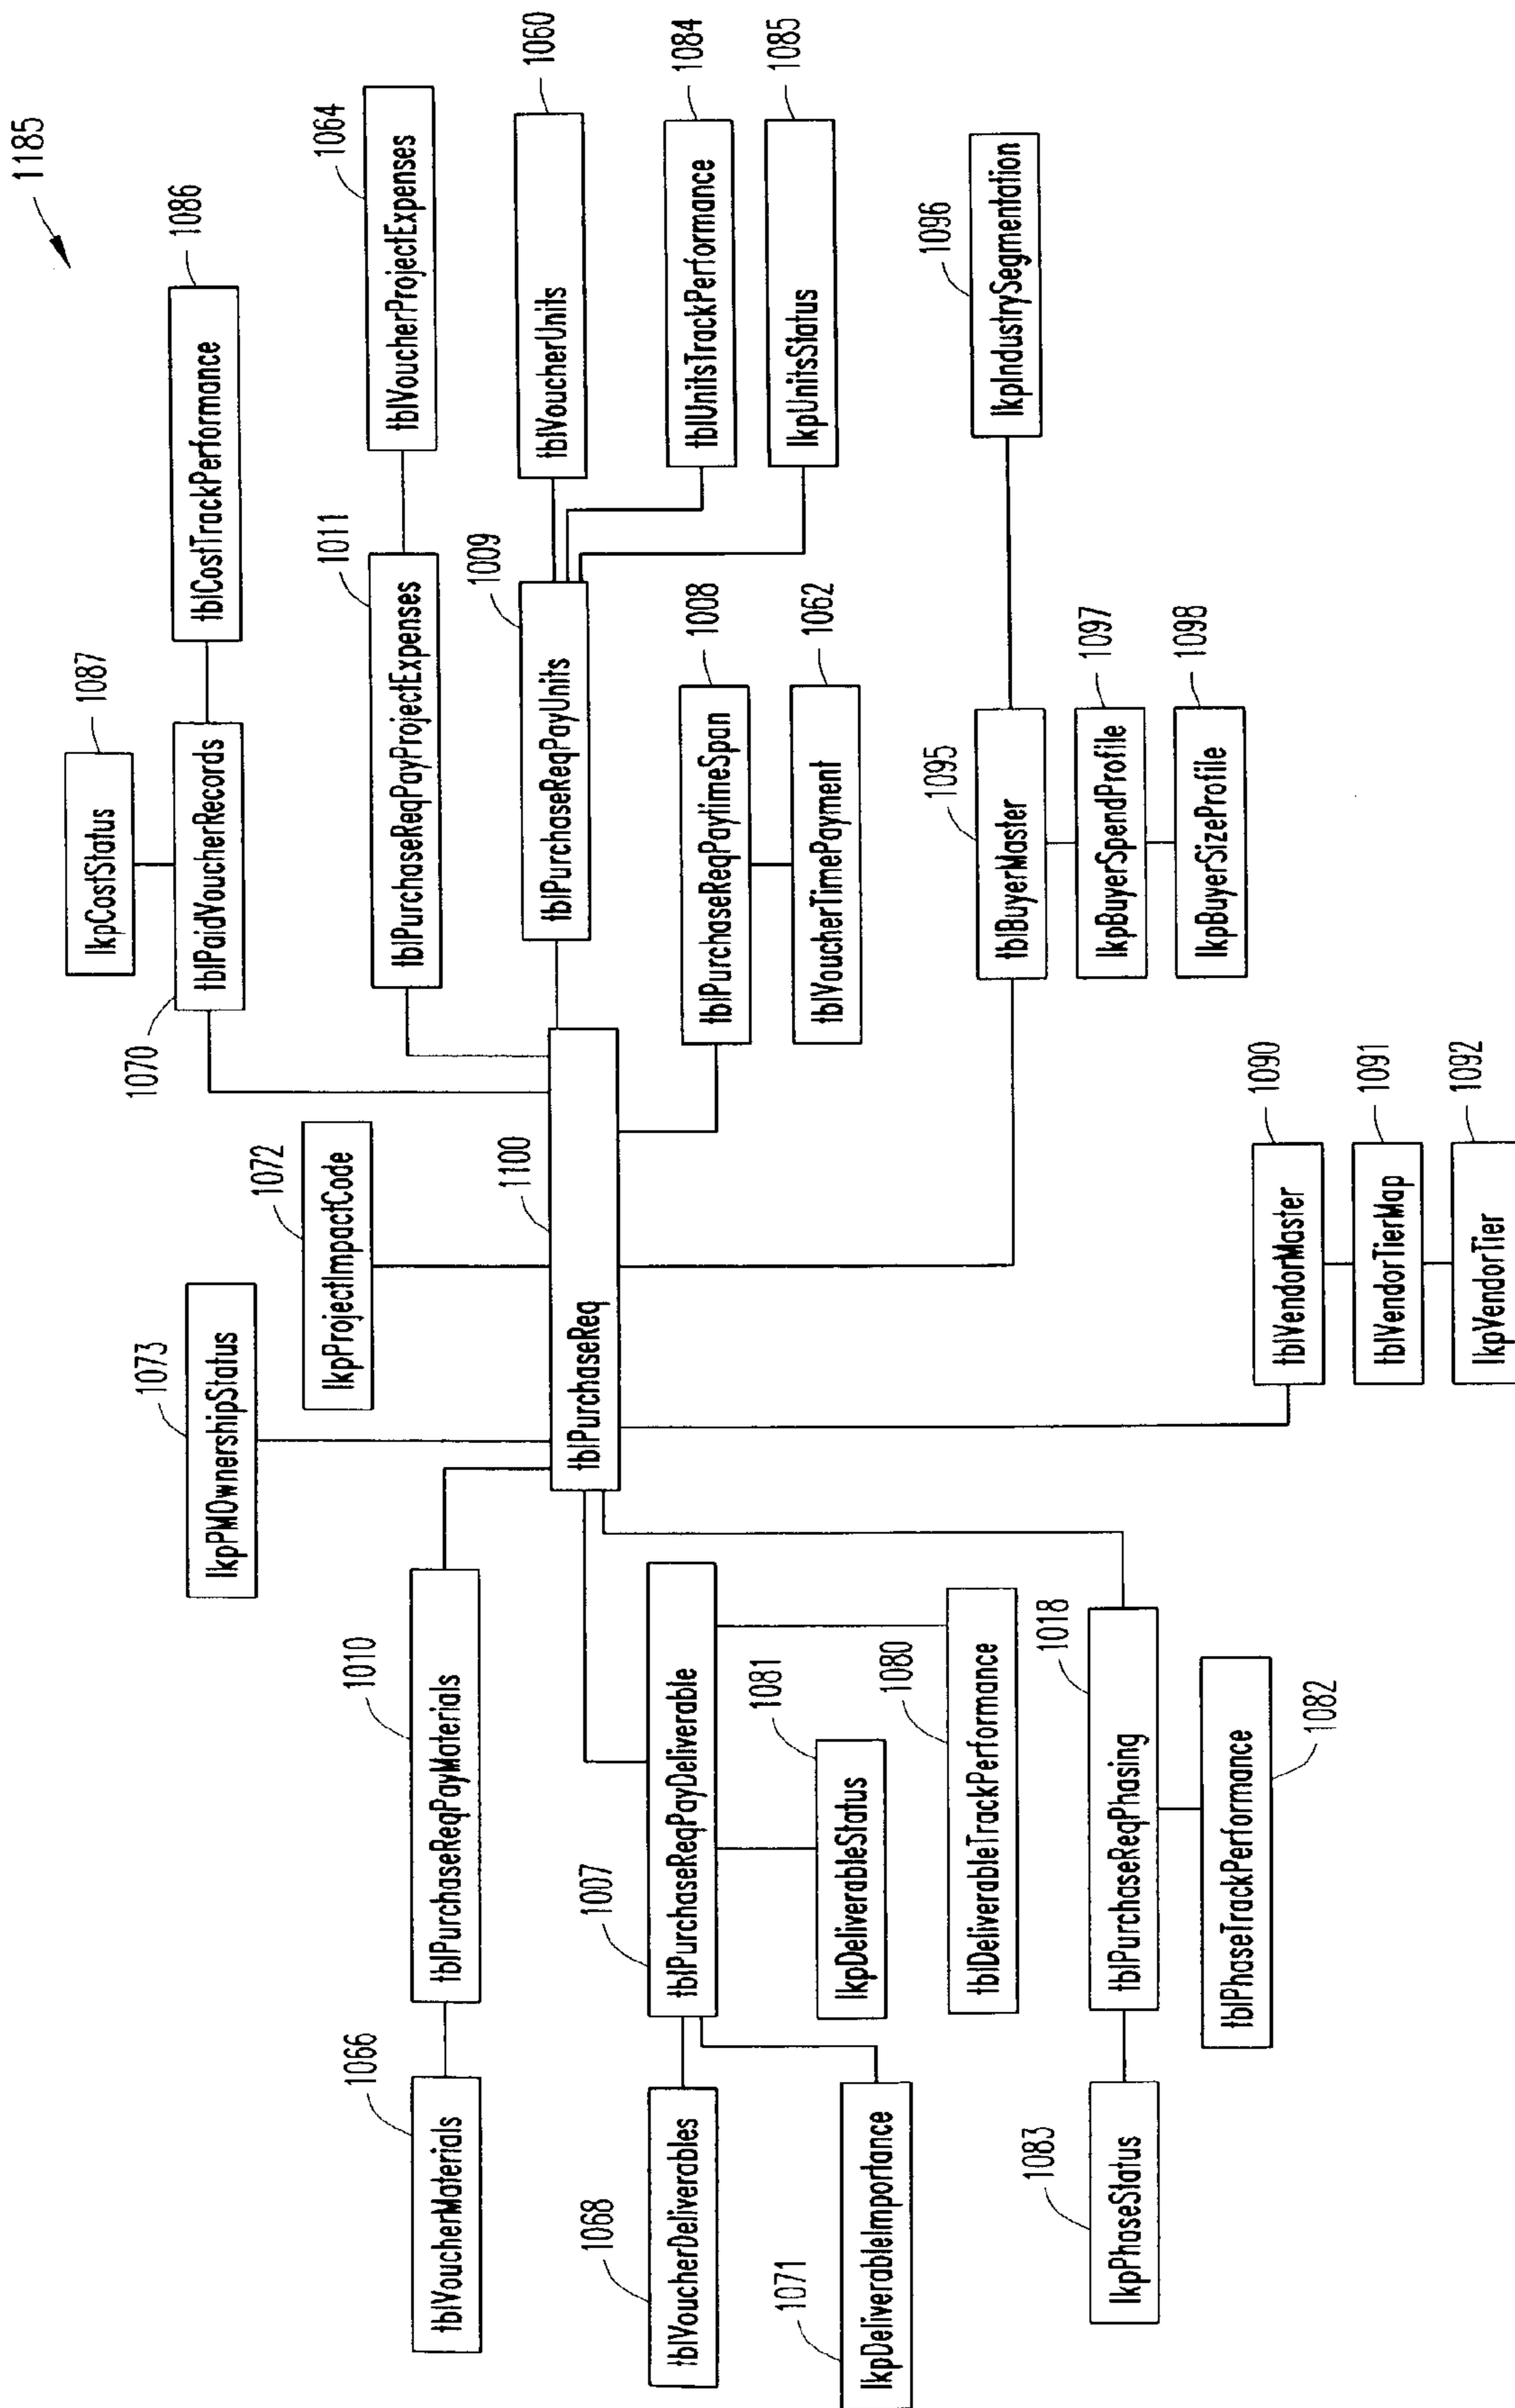 1185
1087
lkpCostStatus
1086
1070
tblPaidVoucherRecords
tblCostTrackPerformance
1073
lkpPMOwnershipStatus
1072
lkpProjectImpactCode
1011
tblPurchaseReqPayProjectExpenses
1064
tblVoucherProjectExpenses
1066
tblVoucherMaterials
1010
tblPurchaseReqPayMaterials
1100
tblPurchaseReq
1009
tblPurchaseReqPayUnits
1060
tblVoucherUnits
1084
tblUnitsTrackPerformance
1085
lkpUnitsStatus
1068
tblVoucherDeliverables
1007
tblPurchaseReqPayDeliverable
1008
tblPurchaseReqPaytimeSpan
1062
tblVoucherTimePayment
1071
lkpDeliverableImportance
1081
lkpDeliverableStatus
1080
tblDeliverableTrackPerformance
1095
tblBuyerMaster
1096
lkpIndustrySegmentation
1097
lkpBuyerSpendProfile
1098
lkpBuyerSizeProfile
1083
lkpPhaseStatus
1018
tblPurchaseReqPhasing
1082
tblPhaseTrackPerformance
1090
tblVendorMaster
1091
tblVendorTierMap
1092
lkpVendorTier